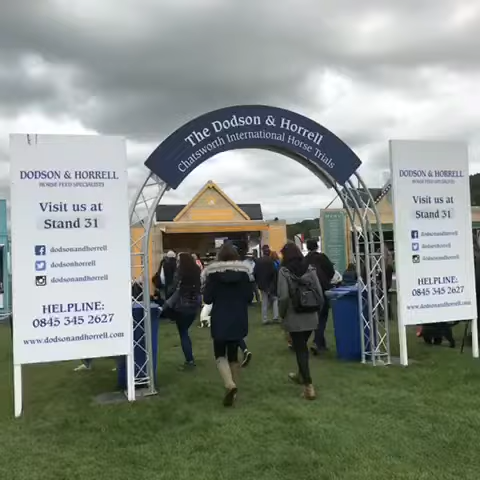 The Dodson & Horrell
Chatsworth International Horse Trials
DODSON & HORRELL
HORSE FEED SPECIALISTS
Visit us at
Stand 31
dodsonandhorrell
dodsonandhorrell
dodsonandhorrell
HELPLINE:
0845 345 2627
www.dodsonandhorrell.com
DODSON & HORRELL
HORSE FEED SPECIALISTS
Visit us at
Stand 31
dodsonandhorrell
dodsonandhorrell
dodsonandhorrell
HELPLINE:
0845 345 2627
www.dodsonandhorrell.com